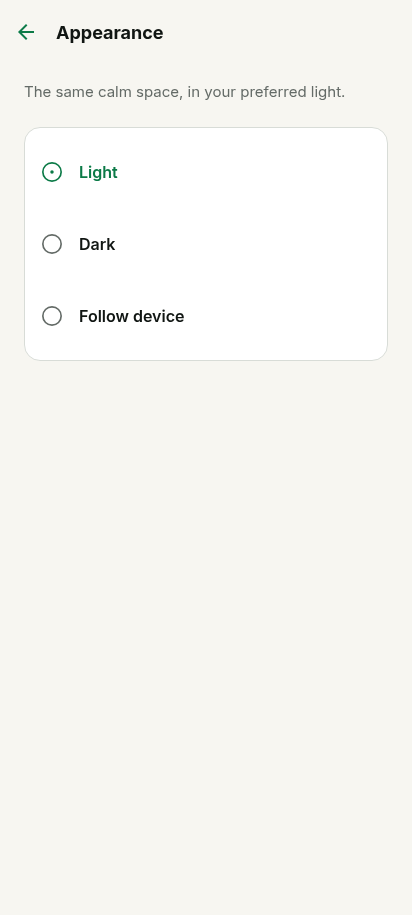 Appearance
The same calm space, in your preferred light.
Light
Dark
Follow device